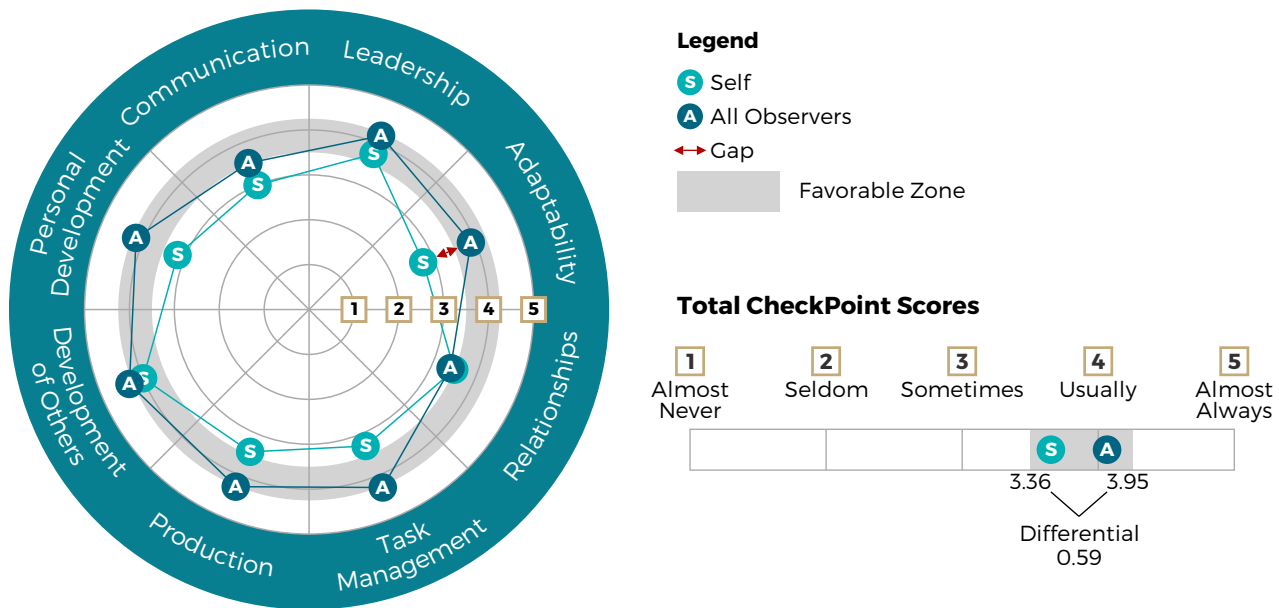 Communication
Leadership
Adaptability
Relationships
Task
Management
Production
Development
of Others
Personal
Development
A
S
A
S
A
S
A
S
A
S
1
2
3
4
5
A
S
A
S
S
A
A
Legend
S Self
A All Observers
Gap
Favorable Zone
Total CheckPoint Scores
1 2 3 4 5
Almost Never
Seldom
Sometimes
Usually
Almost Always
S A
3.36 3.95
Differential
0.59